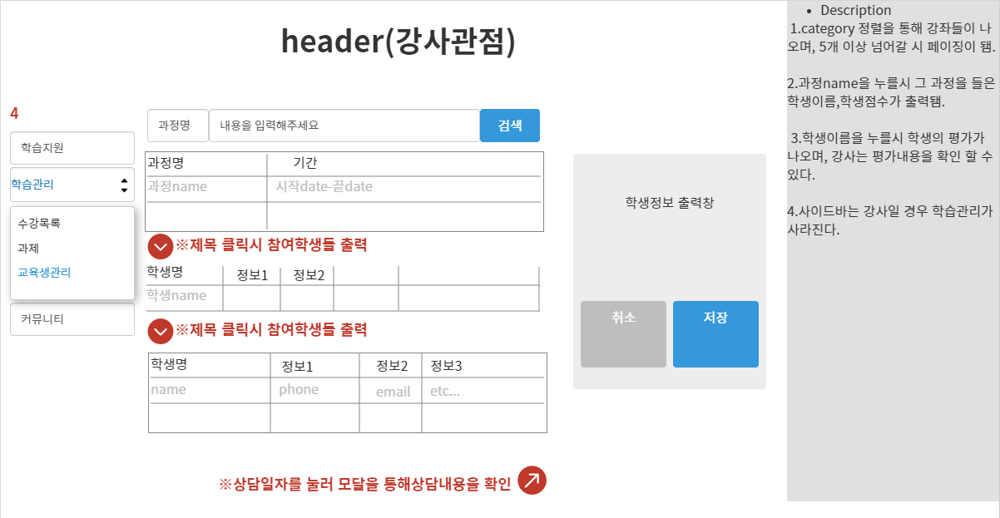 header(강사관점)
4
학습지원
학습관리
수강목록
과제
교육생관리
커뮤니티
과정명
내용을 입력해주세요
검색
과정명 기간
과정name 시작date-끝date
※제목 클릭시 참여학생들 출력
학생명 정보1 정보2
학생name
※제목 클릭시 참여학생들 출력
학생명 정보1 정보2 정보3
name phone email etc...
※상담일자를 눌러 모달을 통해상담내용을 확인
학생정보 출력창
취소 저장
• Description
1.category 정렬을 통해 강좌들이 나
오며, 5개 이상 넘어갈 시 페이징이 됌.
2.과정name을 누를시 그 과정을 들은
학생이름,학생점수가 출력됌.
3.학생이름을 누를시 학생의 평가가
나오며, 강사는 평가내용을 확인 할 수
있다.
4.사이드바는 강사일 경우 학습관리가
사라진다.